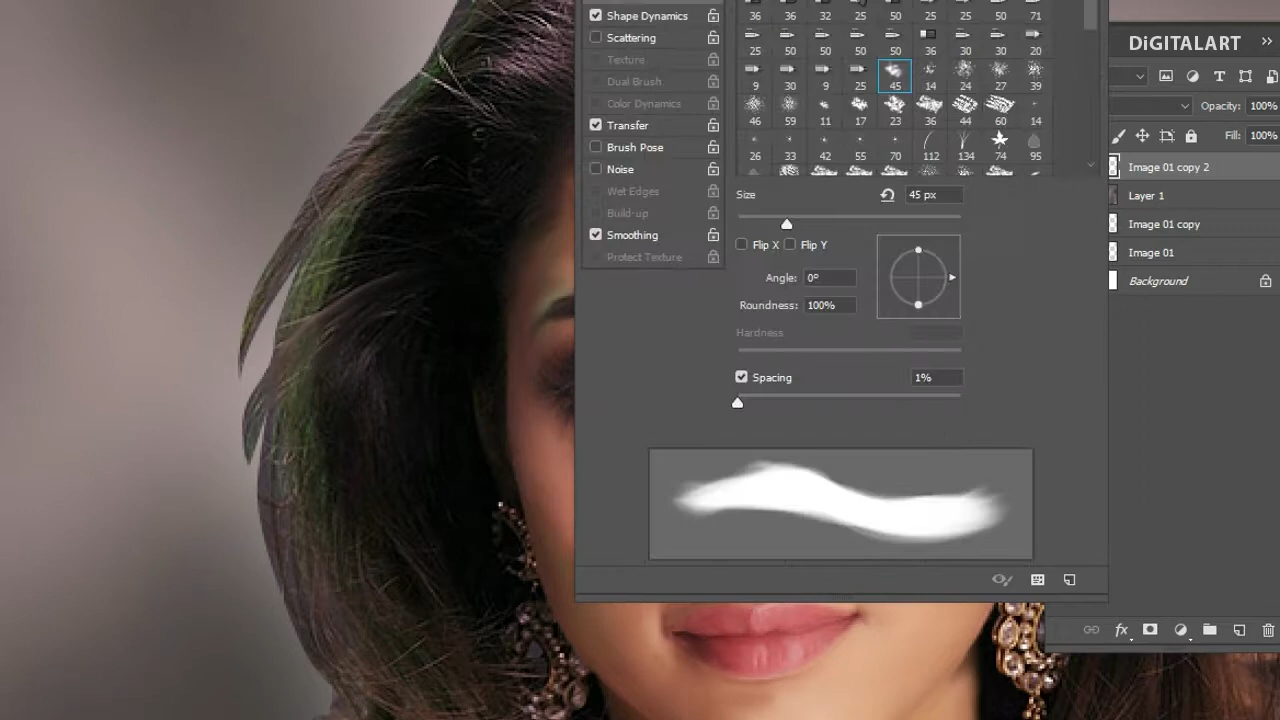 36 36 32 25 50 25 25 50 71
25 50 50 50 50 36 30 30 20
9 30 9 25 45 14 24 27 39
46 59 11 17 23 36 44 60 14
26 33 42 55 70 112 134 74 95
Shape Dynamics
Scattering
Texture
Dual Brush
Color Dynamics
Transfer
Brush Pose
Noise
Wet Edges
Build-up
Smoothing
Protect Texture
Size 45 px
Flip X Flip Y
Angle: 0º
Roundness: 100%
Hardness
Spacing 1%
DiGITALART
Opacity: 100%
Fill: 100%
Image 01 copy 2
Layer 1
Image 01 copy
Image 01
Background
fx